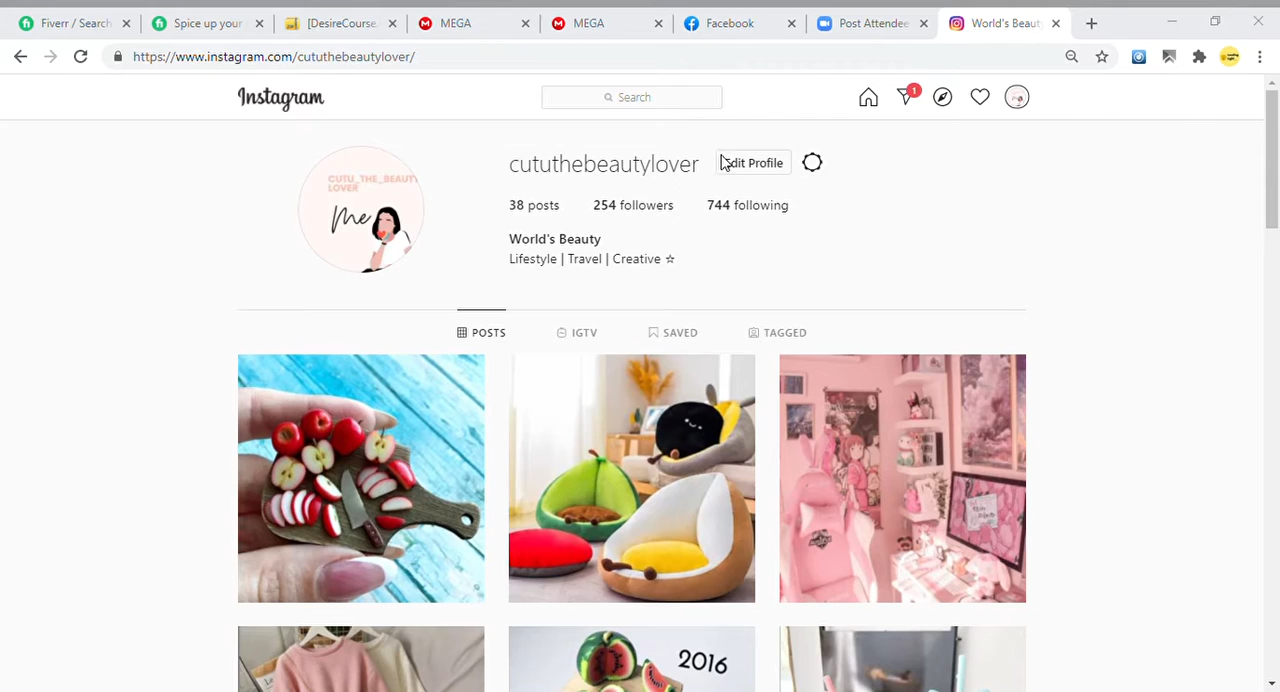 Fiverr / Search
Spice up your
[DesireCourse.
MEGA
MEGA
Facebook
Post Attendee
World's Beauty
https://www.instagram.com/cututhebeautylover/
Instagram
Search
1
cututhebeautylover
Edit Profile
38 posts
254 followers
744 following
World's Beauty
Lifestyle | Travel | Creative ☆
CUTU_THE_BEAUTY
LOVER
Me
POSTS
IGTV
SAVED
TAGGED
2016